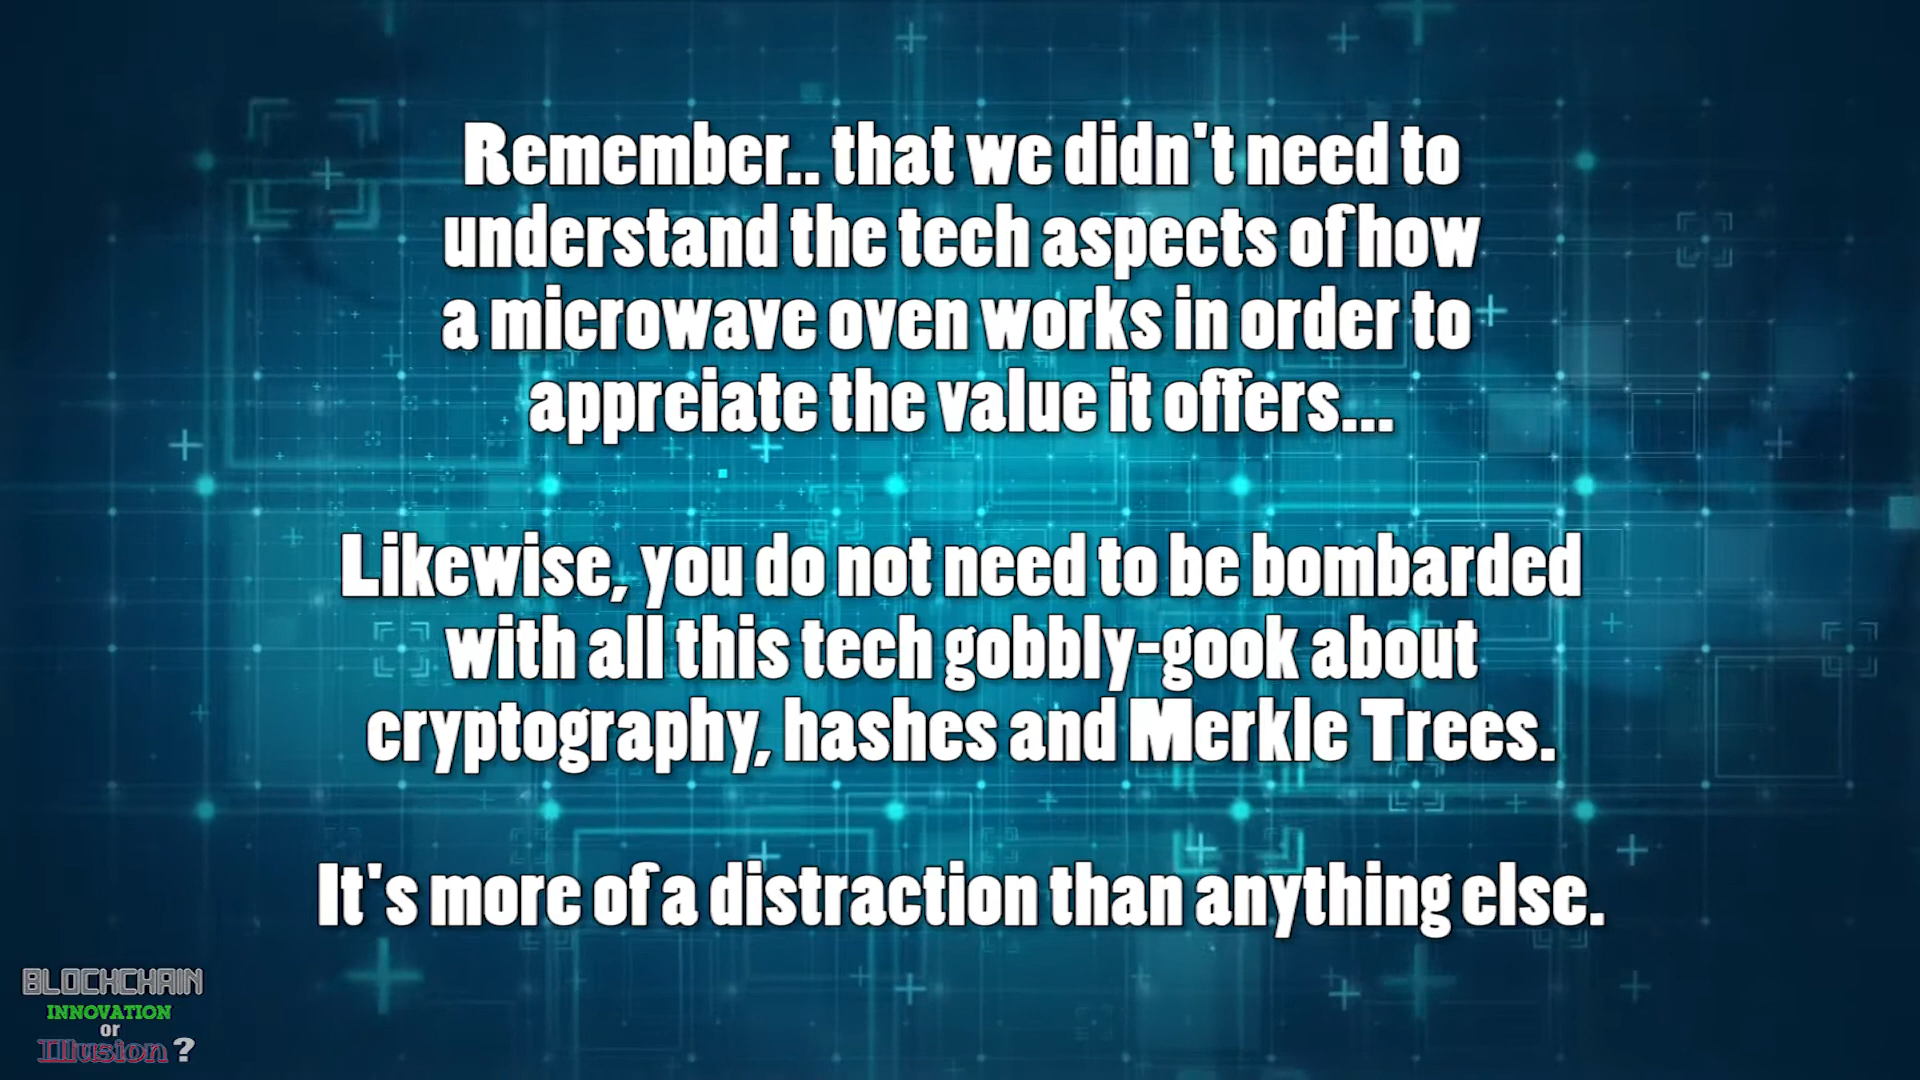 Remember.. that we didn't need to
understand the tech aspects of how
a microwave oven works in order to
appreiate the value it offers...
Likewise, you do not need to be bombarded
with all this tech gobbly-gook about
cryptography, hashes and Merkle Trees.
It's more of a distraction than anything else.
BLOCKCHAIN
INNOVATION
or
Illusion?